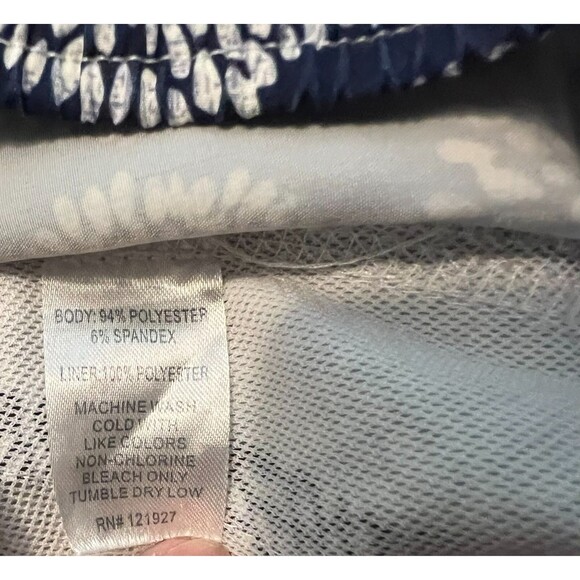 BODY: 94% POLYESTER
6% SPANDEX
LINER:100% POLYESTER
MACHINE WASH
COLD WITH
LIKE COLORS
NON-CHLORINE
BLEACH ONLY
TUMBLE DRY LOW
RN# 121927